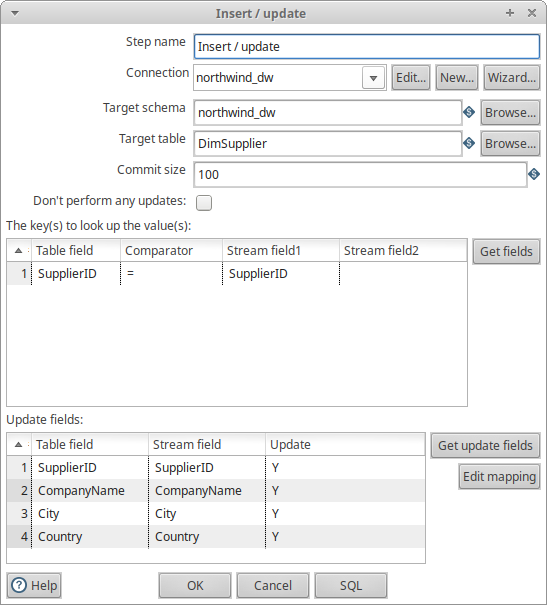 Insert / update
Step name Insert / update
Connection northwind_dw Edit... New... Wizard...
Target schema northwind_dw Browse...
Target table DimSupplier Browse...
Commit size 100
Don't perform any updates:
The key(s) to look up the value(s):
Table field Comparator Stream field1 Stream field2 Get fields
1 SupplierID = SupplierID
Update fields:
Table field Stream field Update Get update fields
1 SupplierID SupplierID Y
2 CompanyName CompanyName Y Edit mapping
3 City City Y
4 Country Country Y
Help OK Cancel SQL